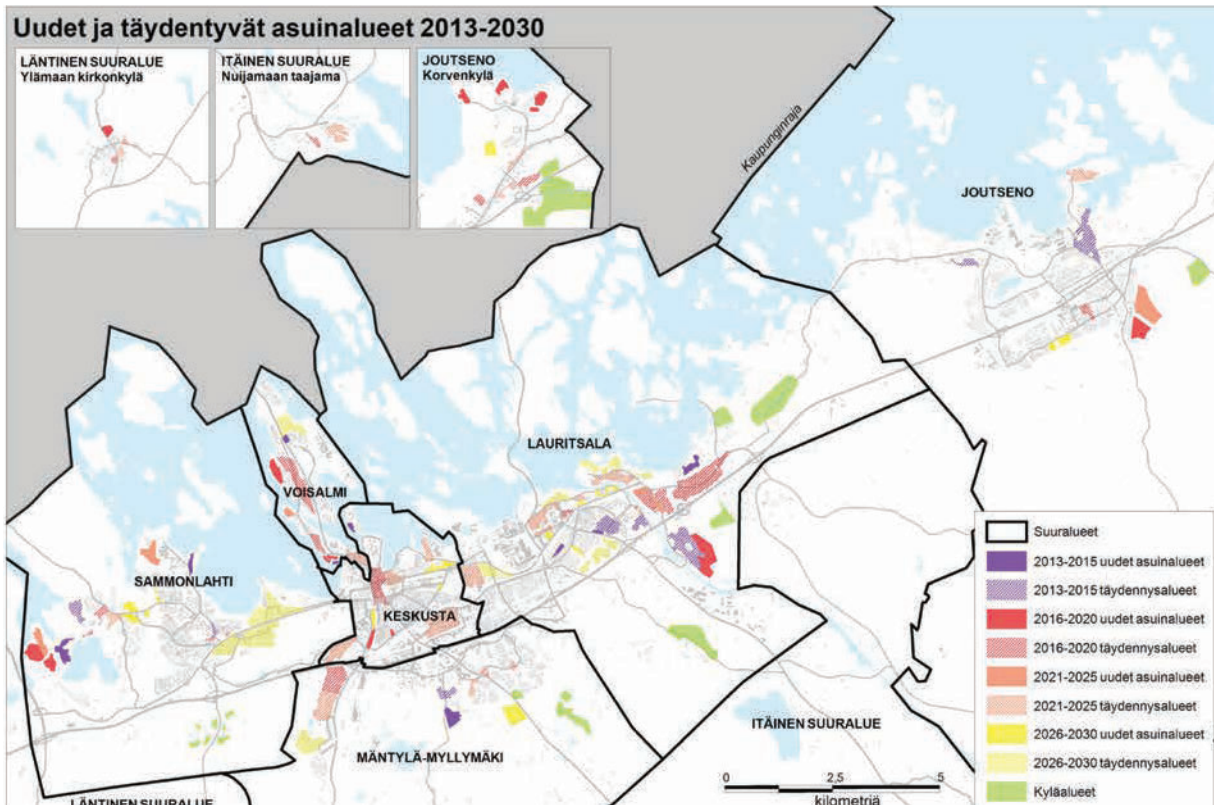 Uudet ja täydentyvät asuinalueet 2013-2030
LÄNTINEN SUURALUE
Ylämaan kirkonkylä
ITÄINEN SUURALUE
Nuijamaan taajama
JOUTSENO
Korvenkylä
Kaupunginraja
JOUTSENO
LAURITSALA
VOISALMI
SAMMONLAHTI
KESKUSTA
ITÄINEN SUURALUE
MÄNTYLÄ-MYLLYMÄKI
LÄNTINEN SUURALUE
0 2,5 5
kilometriä
Suuralueet
2013-2015 uudet asuinalueet
2013-2015 täydennysalueet
2016-2020 uudet asuinalueet
2016-2020 täydennysalueet
2021-2025 uudet asuinalueet
2021-2025 täydennysalueet
2026-2030 uudet asuinalueet
2026-2030 täydennysalueet
Kyläalueet